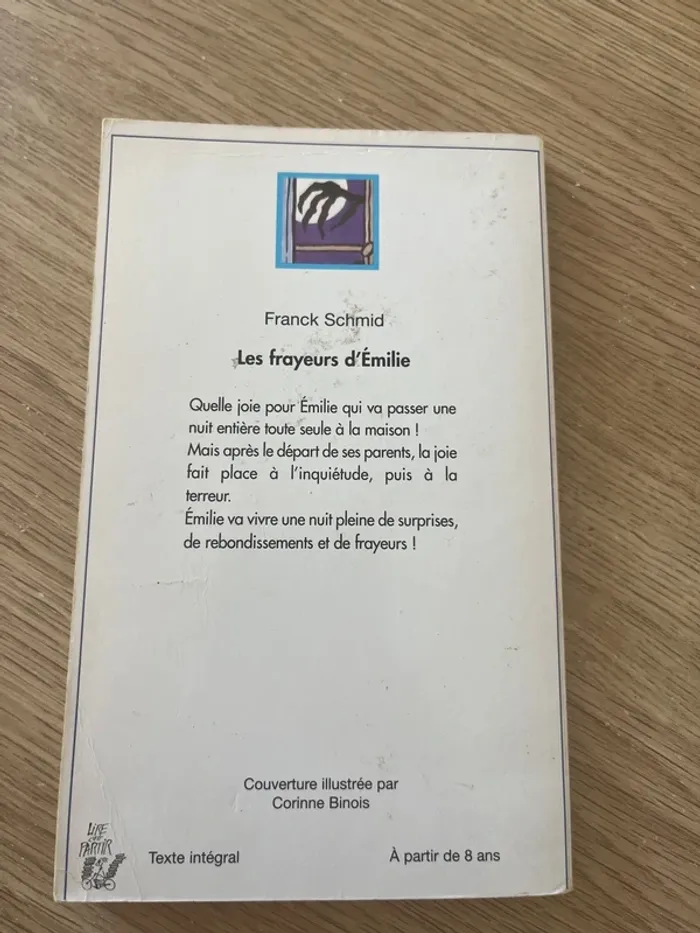 Franck Schmid
Les frayeurs d'Émilie
Quelle joie pour Émilie qui va passer une
nuit entière toute seule à la maison !
Mais après le départ de ses parents, la joie
fait place à l'inquiétude, puis à la
terreur.
Émilie va vivre une nuit pleine de surprises,
de rebondissements et de frayeurs !
Couverture illustrée par
Corinne Binois
LIRE
C'EST
PARTIR
Texte intégral
À partir de 8 ans